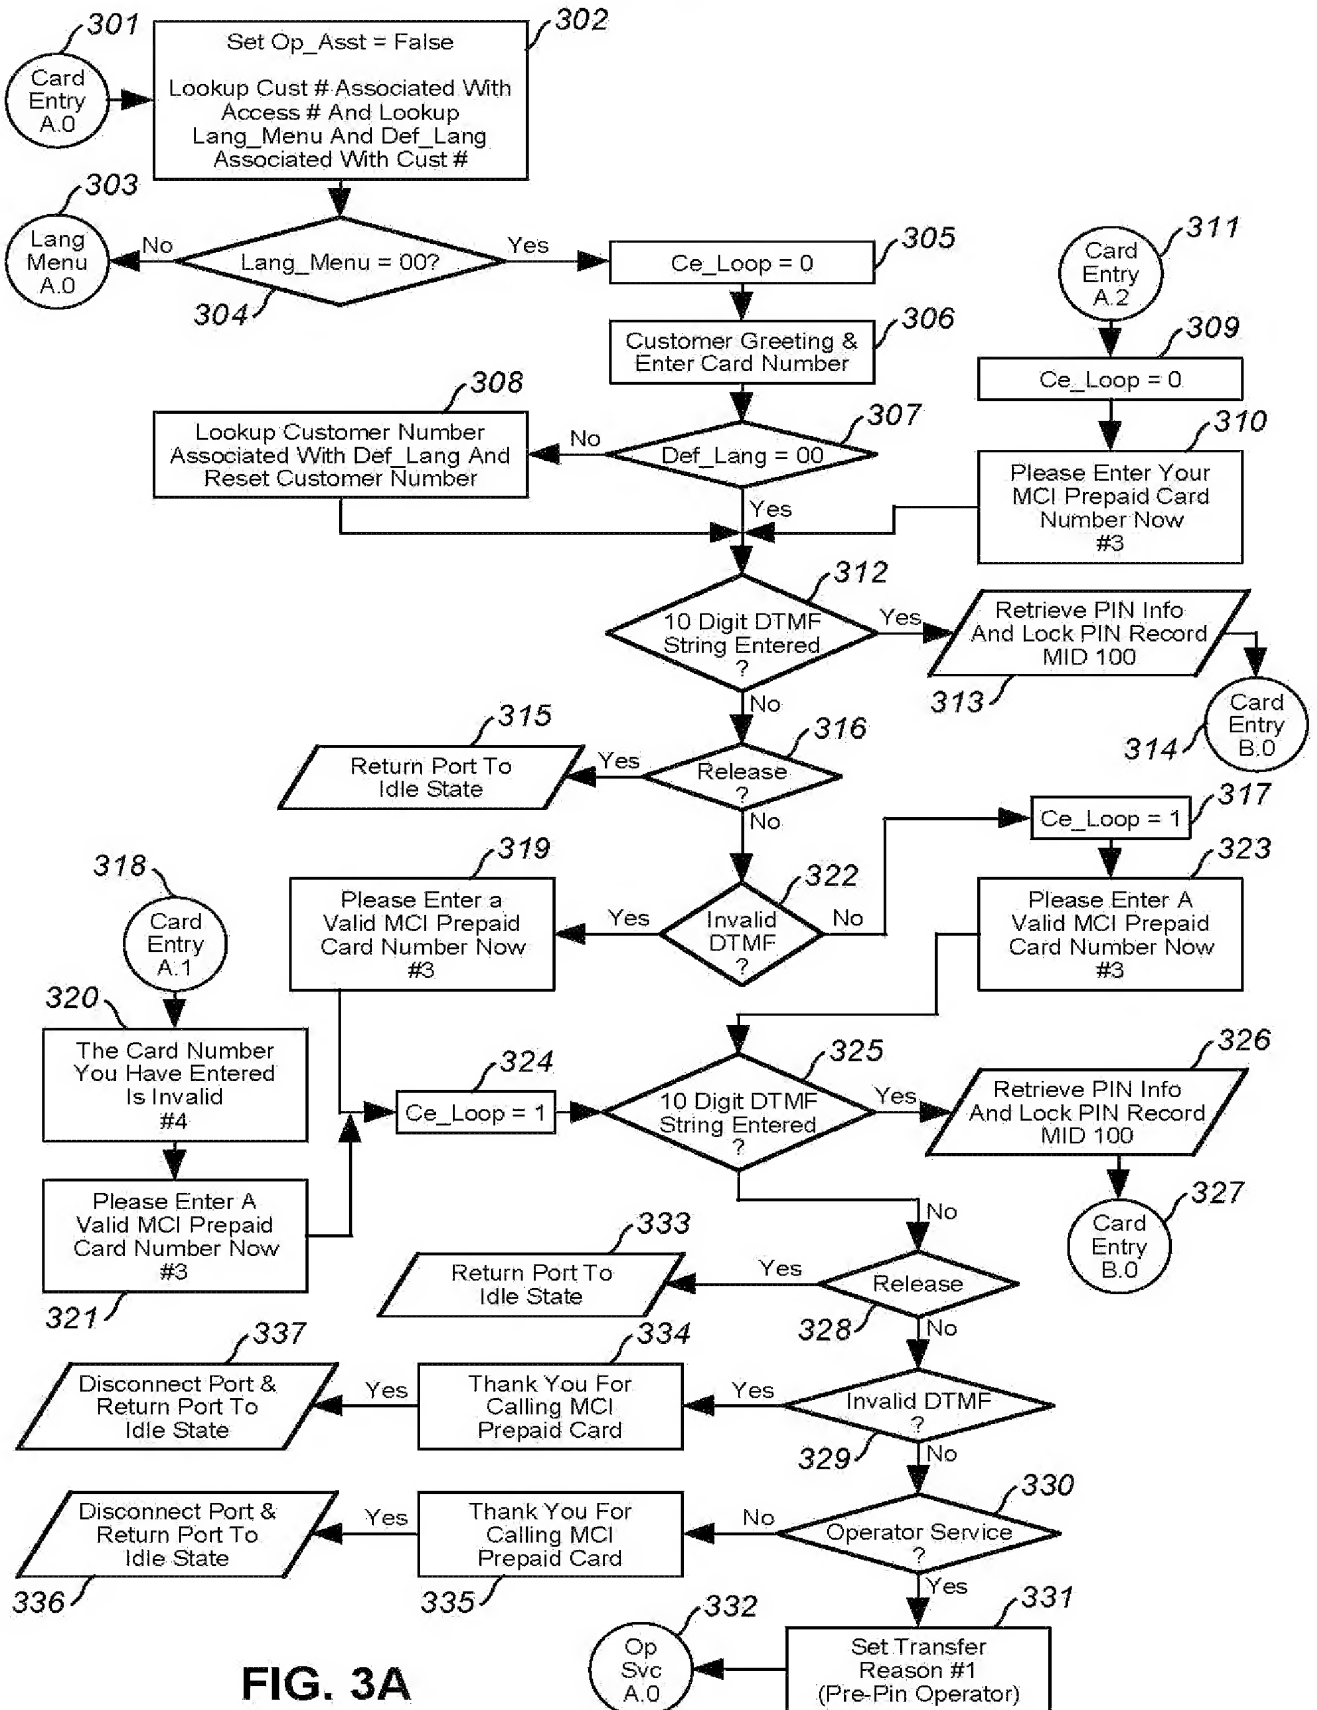 301
302
Card
Entry
A.0
Set Op_Asst = False
Lookup Cust # Associated With
Access # And Lookup
Lang_Menu And Def_Lang
Associated With Cust #
303
Lang
Menu
A.0
No
Lang_Menu = 00?
Yes
304
Ce_Loop = 0
305
311
Card
Entry
A.2
Customer Greeting &
Enter Card Number
306
309
Ce_Loop = 0
308
Lookup Customer Number
Associated With Def_Lang And
Reset Customer Number
No
Def_Lang = 00
307
Yes
310
Please Enter Your
MCI Prepaid Card
Number Now
#3
312
10 Digit DTMF
String Entered
?
Yes
No
Retrieve PIN Info
And Lock PIN Record
MID 100
313
314
Card
Entry
B.0
315
Return Port To
Idle State
Yes
Release
?
316
No
317
Ce_Loop = 1
318
Card
Entry
A.1
319
Please Enter a
Valid MCI Prepaid
Card Number Now
#3
Yes
Invalid
DTMF
?
322
No
323
Please Enter A
Valid MCI Prepaid
Card Number Now
#3
320
The Card Number
You Have Entered
Is Invalid
#4
324
Ce_Loop = 1
325
10 Digit DTMF
String Entered
?
Yes
326
Retrieve PIN Info
And Lock PIN Record
MID 100
Please Enter A
Valid MCI Prepaid
Card Number Now
#3
321
No
327
Card
Entry
B.0
333
Return Port To
Idle State
Yes
Release
328
No
337
Disconnect Port &
Return Port To
Idle State
Yes
334
Thank You For
Calling MCI
Prepaid Card
Yes
Invalid DTMF
?
329
No
Disconnect Port &
Return Port To
Idle State
336
Yes
Thank You For
Calling MCI
Prepaid Card
335
No
Operator Service
?
330
Yes
332
Op
Svc
A.0
331
Set Transfer
Reason #1
(Pre-Pin Operator)
FIG. 3A